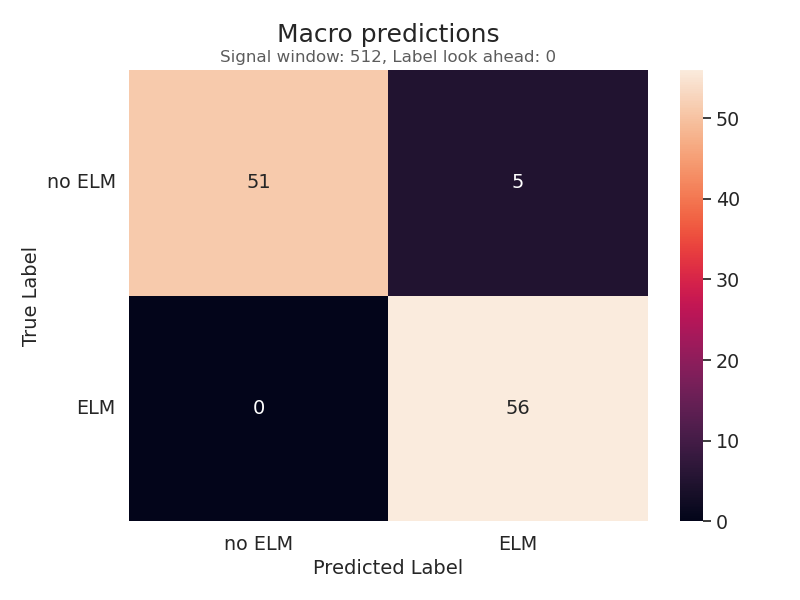 Macro predictions
Signal window: 512, Label look ahead: 0
no ELM
51
5
ELM
0
56
no ELM
ELM
Predicted Label
True Label
50
40
30
20
10
0